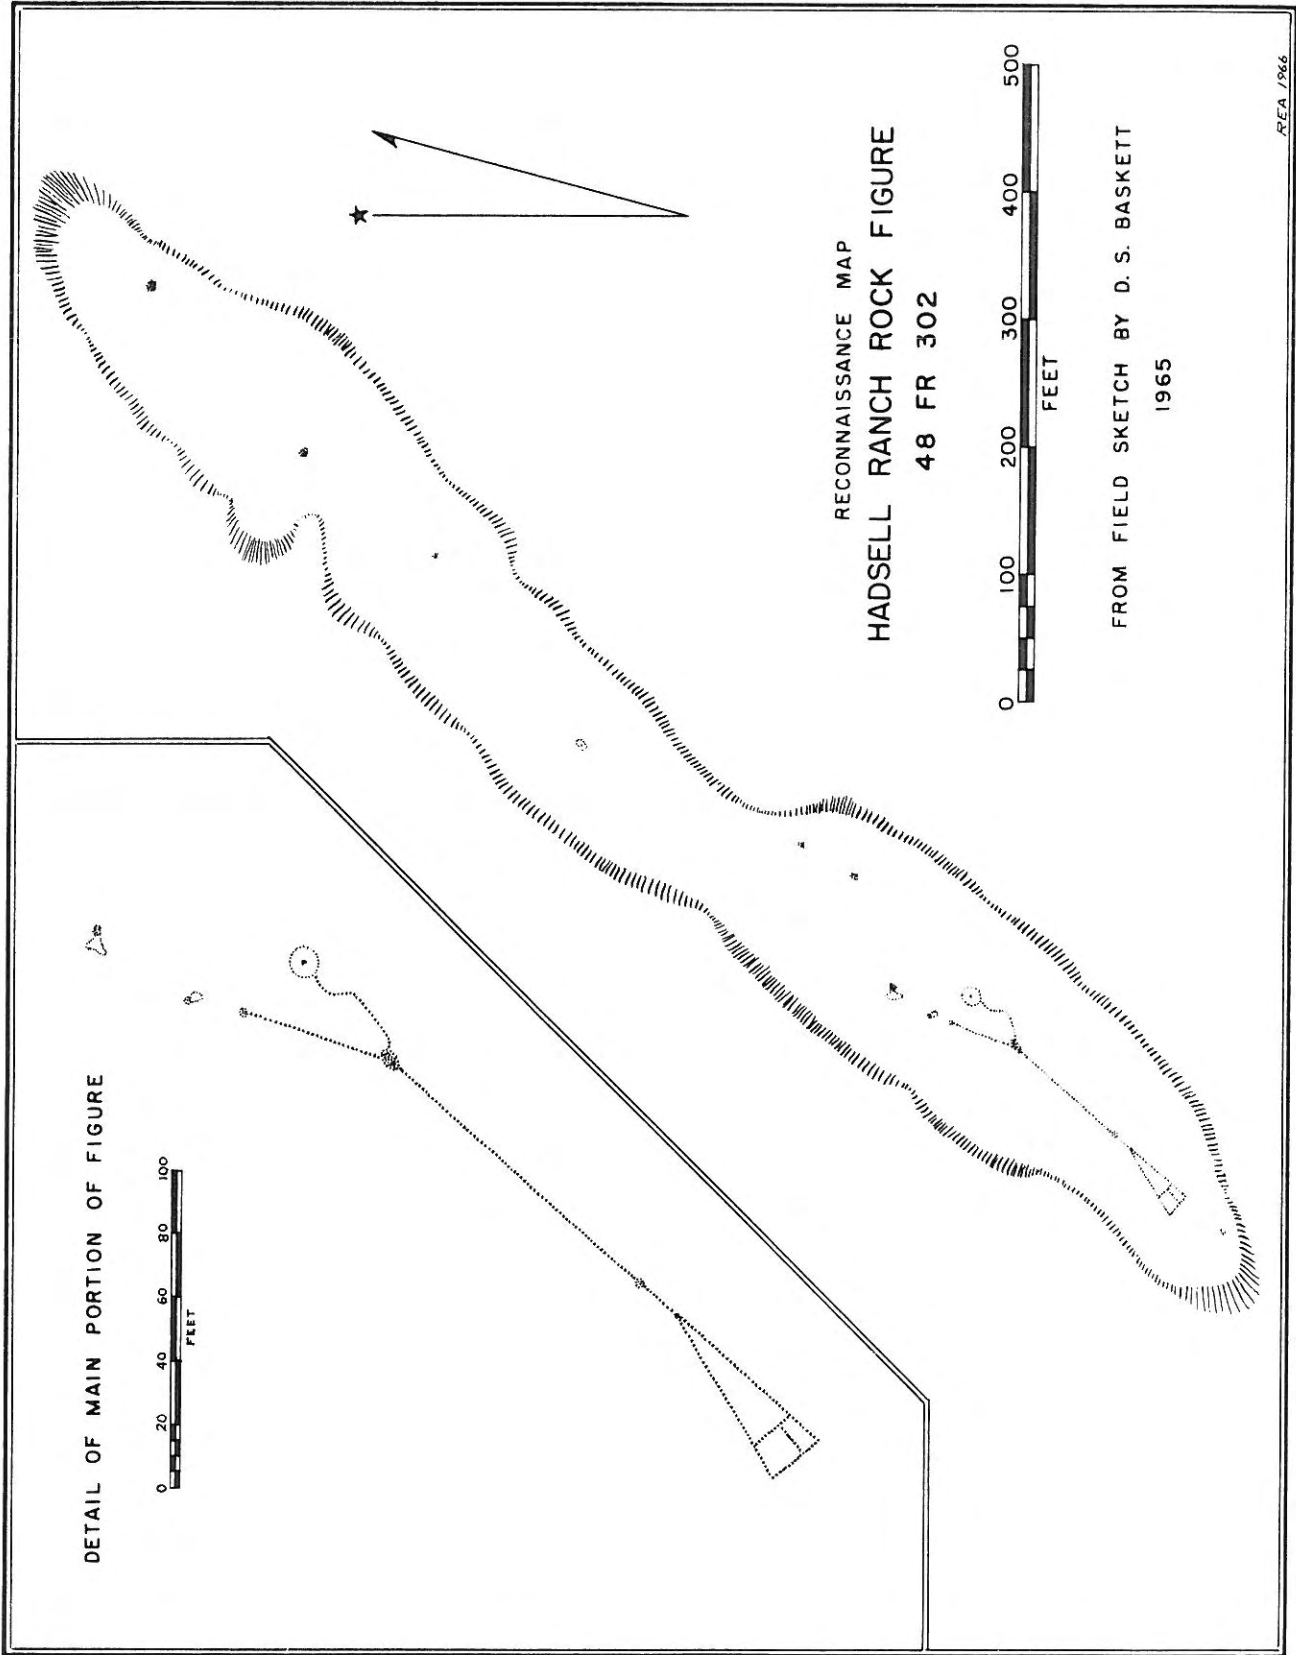 DETAIL OF MAIN PORTION OF FIGURE
0 20 40 60 80 100
FEET
RECONNAISSANCE MAP
HADSELL RANCH ROCK FIGURE
48 FR 302
0 100 200 300 400 500
FEET
FROM FIELD SKETCH BY D. S. BASKETT
1965
REA 1966